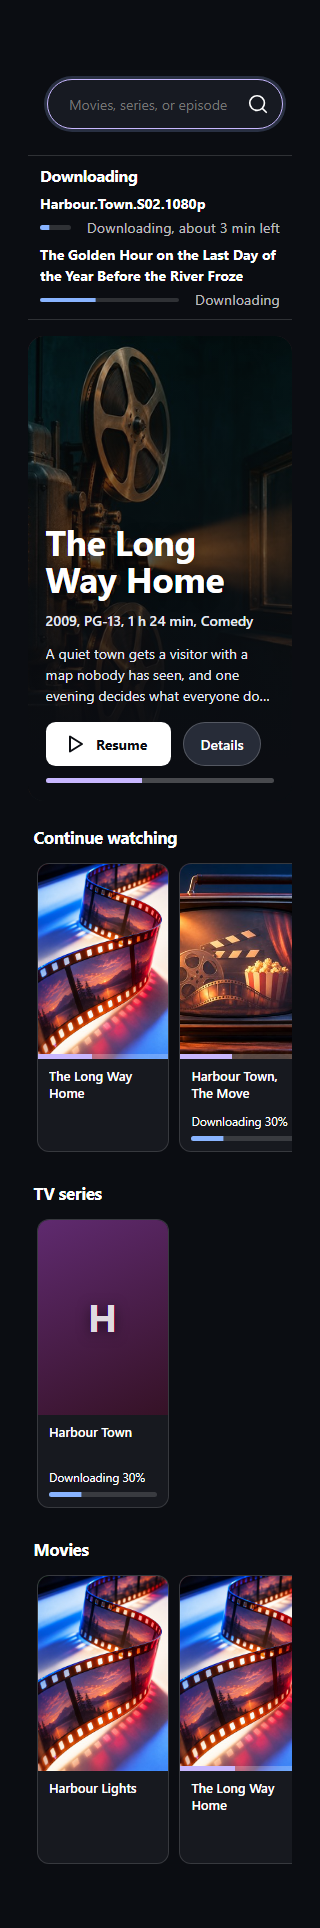 Movies, series, or episode
Downloading
Harbour.Town.S02.1080p
Downloading, about 3 min left
The Golden Hour on the Last Day of
the Year Before the River Froze
Downloading
The Long
Way Home
2009, PG-13, 1 h 24 min, Comedy
A quiet town gets a visitor with a
map nobody has seen, and one
evening decides what everyone do...
Resume
Details
Continue watching
The Long Way
Home
Harbour Town,
The Move
Downloading 30%
TV series
H
Harbour Town
Downloading 30%
Movies
Harbour Lights
The Long Way
Home